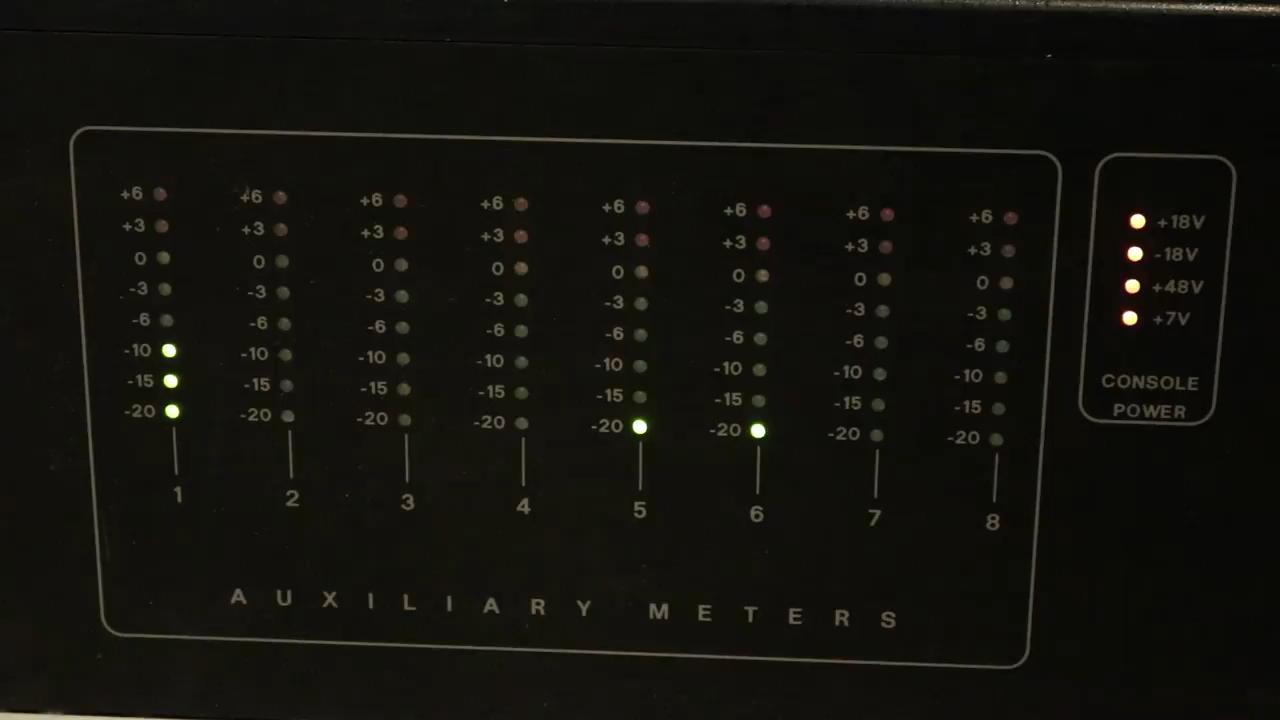 +6 +6 +6 +6 +6 +6 +6 +6
+3 +3 +3 +3 +3 +3 +3 +3
0 0 0 0 0 0 0 0
-3 -3 -3 -3 -3 -3 -3 -3
-6 -6 -6 -6 -6 -6 -6 -6
-10 -10 -10 -10 -10 -10 -10 -10
-15 -15 -15 -15 -15 -15 -15 -15
-20 -20 -20 -20 -20 -20 -20 -20
1 2 3 4 5 6 7 8
AUXILIARY METERS
+18V
-18V
+48V
+7V
CONSOLE
POWER